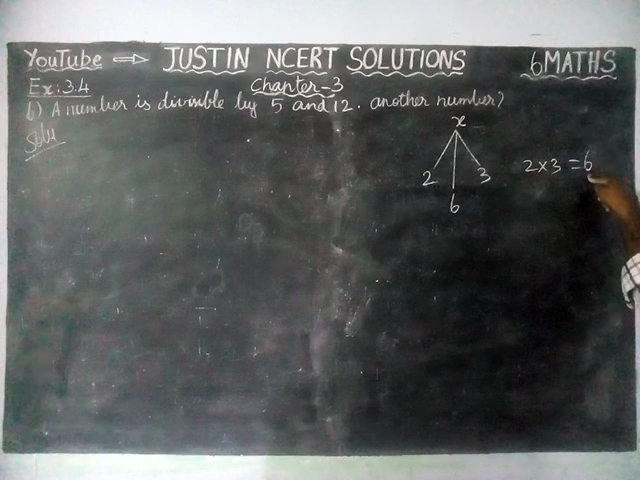 YouTube ⇒ JUSTIN NCERT SOLUTIONS 6MATHS
Ex:3.4 Chapter-3
6) A number is divisible by 5 and 12. another number?
Soln
x
2 3
6
2×3=6